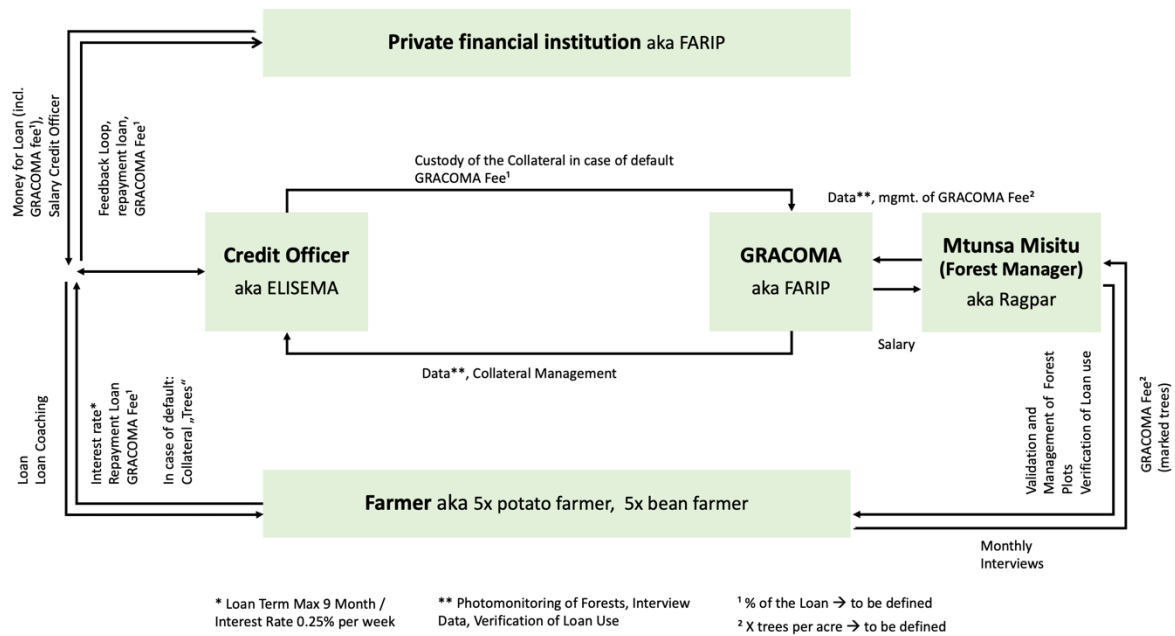 Private financial institution aka FARIP
Money for Loan (incl.
GRACOMA fee¹),
Salary Credit Officer
Feedback Loop,
repayment loan,
GRACOMA Fee¹
Custody of the Collateral in case of default
GRACOMA Fee¹
Data**, mgmt. of GRACOMA Fee²
Credit Officer
aka ELISEMA
GRACOMA
aka FARIP
Mtunsa Misitu
(Forest Manager)
aka Ragpar
Salary
Data**, Collateral Management
Loan
Loan Coaching
Interest rate*
Repayment Loan
GRACOMA Fee¹
In case of default:
Collateral „Trees“
Validation and
Management of Forest
Plots
Verification of Loan use
GRACOMA Fee²
(marked trees)
Farmer aka 5x potato farmer, 5x bean farmer
Monthly
Interviews
* Loan Term Max 9 Month /
Interest Rate 0.25% per week
** Photomonitoring of Forests, Interview
Data, Verification of Loan Use
¹ % of the Loan → to be defined
² X trees per acre → to be defined